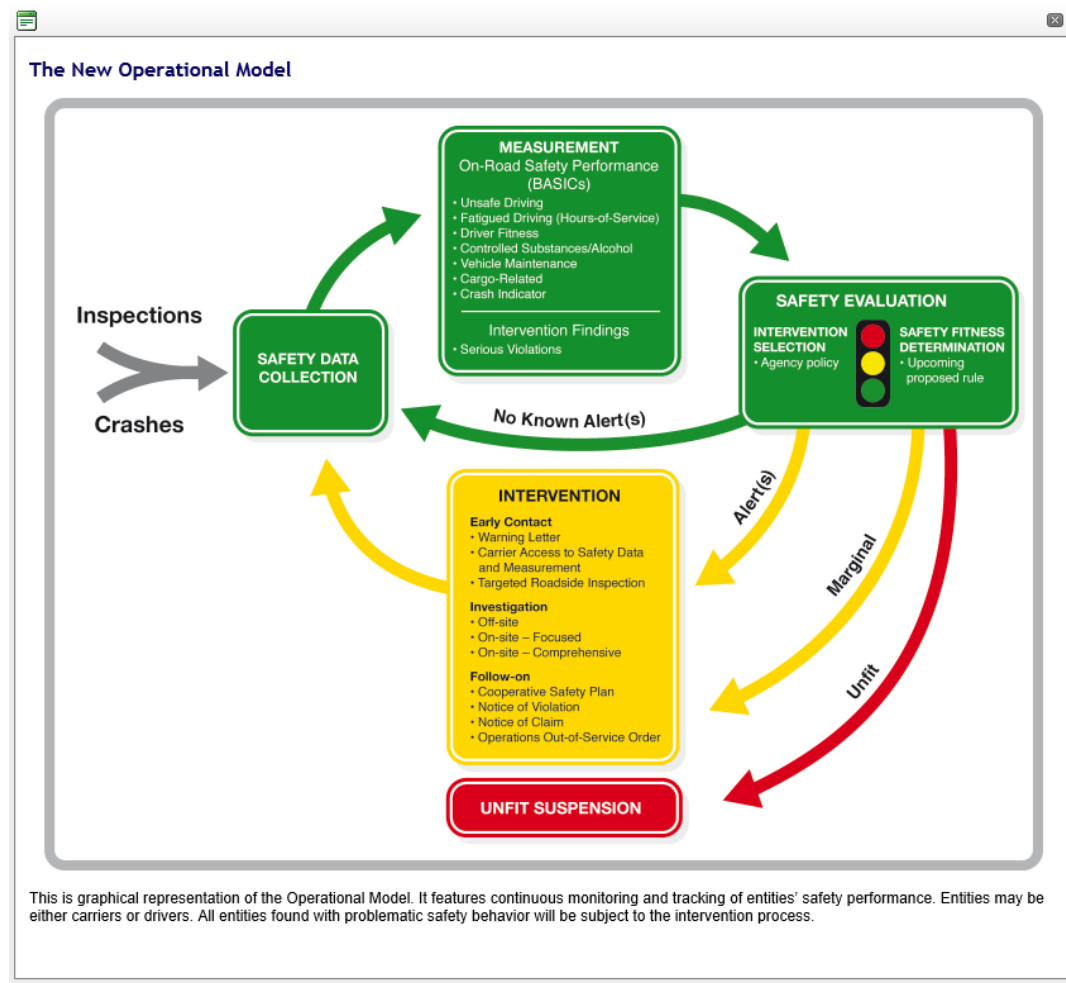 The New Operational Model
MEASUREMENT
On-Road Safety Performance
(BASICs)
• Unsafe Driving
• Fatigued Driving (Hours-of-Service)
• Driver Fitness
• Controlled Substances/Alcohol
• Vehicle Maintenance
• Cargo-Related
• Crash Indicator
Intervention Findings
• Serious Violations
Inspections
Crashes
SAFETY DATA
COLLECTION
SAFETY EVALUATION
INTERVENTION
SELECTION
• Agency policy
SAFETY FITNESS
DETERMINATION
• Upcoming
proposed rule
No Known Alert(s)
Alert(s)
Marginal
Unfit
INTERVENTION
Early Contact
• Warning Letter
• Carrier Access to Safety Data
and Measurement
• Targeted Roadside Inspection
Investigation
• Off-site
• On-site – Focused
• On-site – Comprehensive
Follow-on
• Cooperative Safety Plan
• Notice of Violation
• Notice of Claim
• Operations Out-of-Service Order
UNFIT SUSPENSION
This is graphical representation of the Operational Model. It features continuous monitoring and tracking of entities' safety performance. Entities may be
either carriers or drivers. All entities found with problematic safety behavior will be subject to the intervention process.